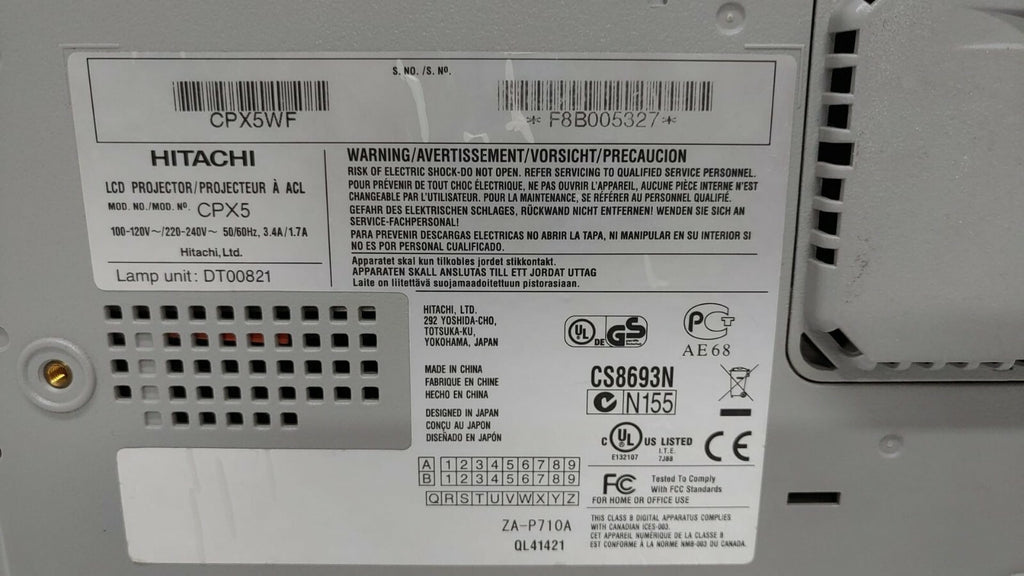 S. NO. /S. Nº.
CPX5WF
* F8B005327*
HITACHI
LCD PROJECTOR/PROJECTEUR À ACL
MOD. NO./MOD. Nº. CPX5
100-120V~/220-240V~ 50/60Hz, 3.4A/1.7A
Hitachi, Ltd.
Lamp unit: DT00821
WARNING/AVERTISSEMENT/VORSICHT/PRECAUCION
RISK OF ELECTRIC SHOCK-DO NOT OPEN. REFER SERVICING TO QUALIFIED SERVICE PERSONNEL.
POUR PRÉVENIR DE TOUT CHOC ÉLECTRIQUE, NE PAS OUVRIR L'APPAREIL, AUCUNE PIÈCE INTERNE N'EST
CHANGEABLE PAR L'UTILISATEUR. POUR LA MAINTENANCE, SE RÉFÉRER AU PERSONNEL QUALIFIÉ.
GEFAHR DES ELEKTRISCHEN SCHLAGES, RÜCKWAND NICHT ENTFERNEN! WENDEN SIE SICH AN
SERVICE-FACHPERSONAL!
PARA PREVENIR DESCARGAS ELECTRICAS NO ABRIR LA TAPA, NI MANIPULAR EN SU INTERIOR SI
NO ES POR PERSONAL CUALIFICADO.
Apparatet skal kun tilkobles jordet stikkontakt.
APPARATEN SKALL ANSLUTAS TILL ETT JORDAT UTTAG
Laite on liitettävä suojamaadoitettuun pistorasiaan.
HITACHI, LTD.
292 YOSHIDA-CHO,
TOTSUKA-KU,
YOKOHAMA, JAPAN
MADE IN CHINA
FABRIQUE EN CHINE
HECHO EN CHINA
DESIGNED IN JAPAN
CONÇU AU JAPON
DISEÑADO EN JAPÓN
A 1 2 3 4 5 6 7 8 9
B 1 2 3 4 5 6 7 8 9
Q R S T U V W X Y Z
ZA-P710A
QL41421
UL DE GS
PCT
AE68
CS8693N
C N155
C UL US LISTED
I.T.E.
E132107 7J88
CE
FC Tested To Comply
With FCC Standards
FOR HOME OR OFFICE USE
THIS CLASS B DIGITAL APPARATUS COMPLIES
WITH CANADIAN ICES-003.
CET APPAREIL NUMÉRIQUE DE LA CLASSE B
EST CONFORME À LA NORME NMB-003 DU CANADA.